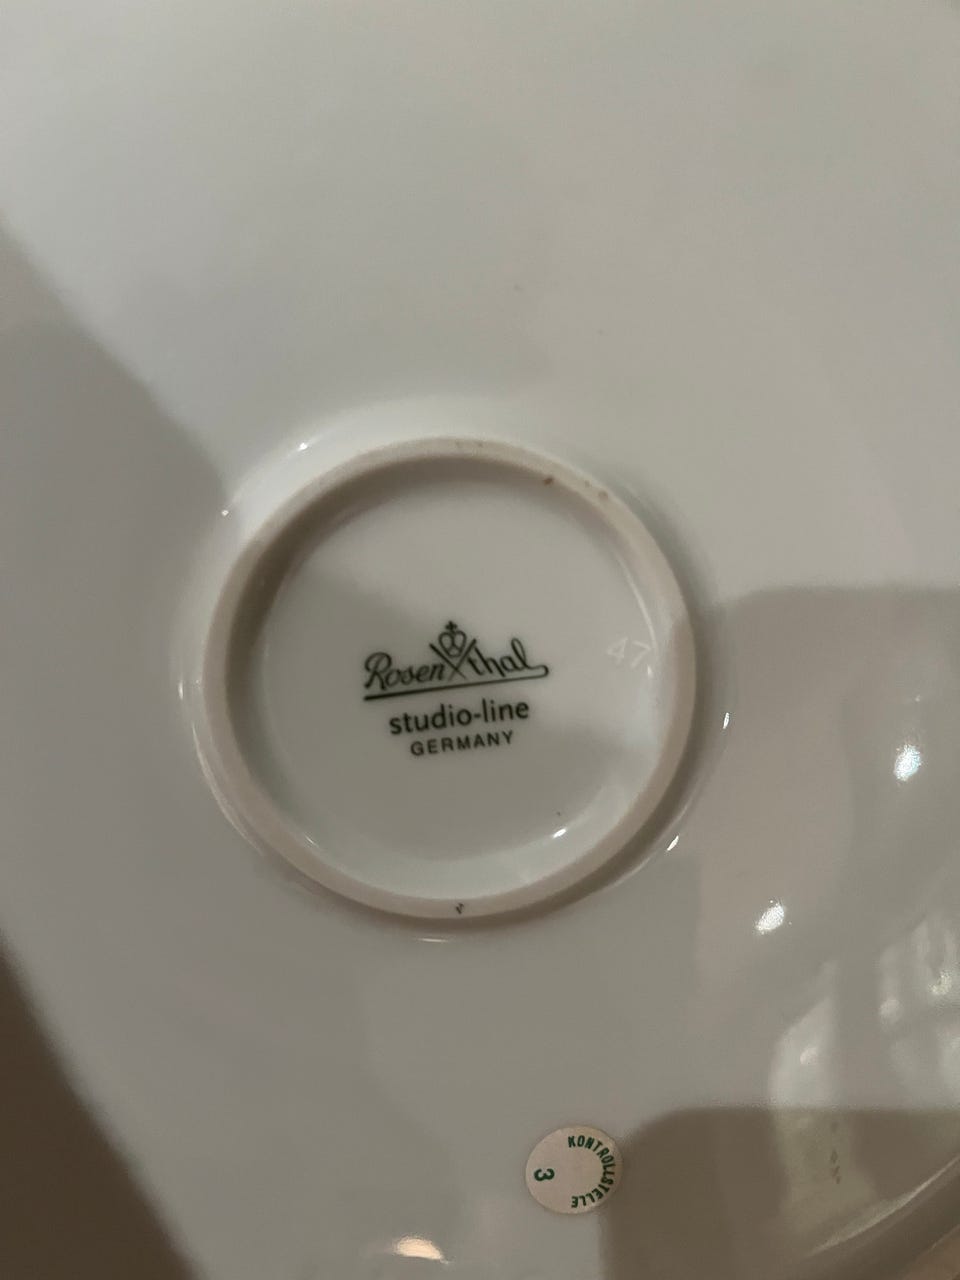 Rosenthal
studio-line
GERMANY
47
KONTROLLSTELLE
3